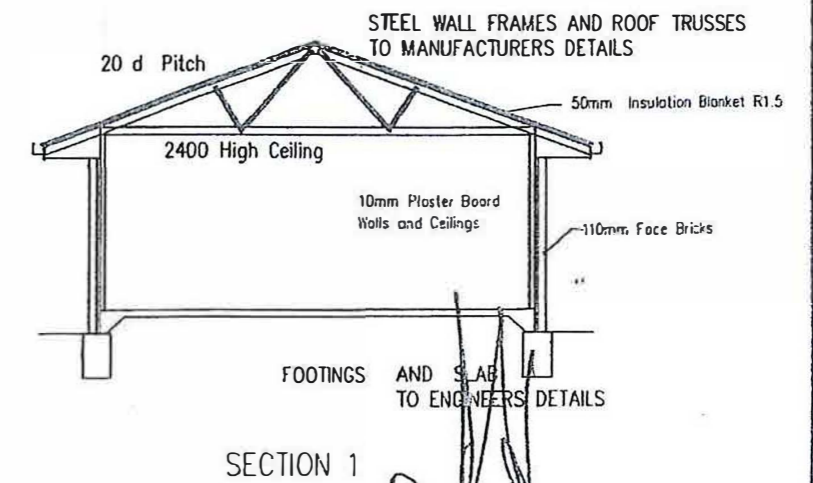 STEEL WALL FRAMES AND ROOF TRUSSES
TO MANUFACTURERS DETAILS
20 d Pitch
50mm Insulation Blanket R1.5
2400 High Ceiling
10mm Plaster Board
Walls and Ceilings
110mm Face Bricks
FOOTINGS AND SLAB
TO ENGINEERS DETAILS
SECTION 1